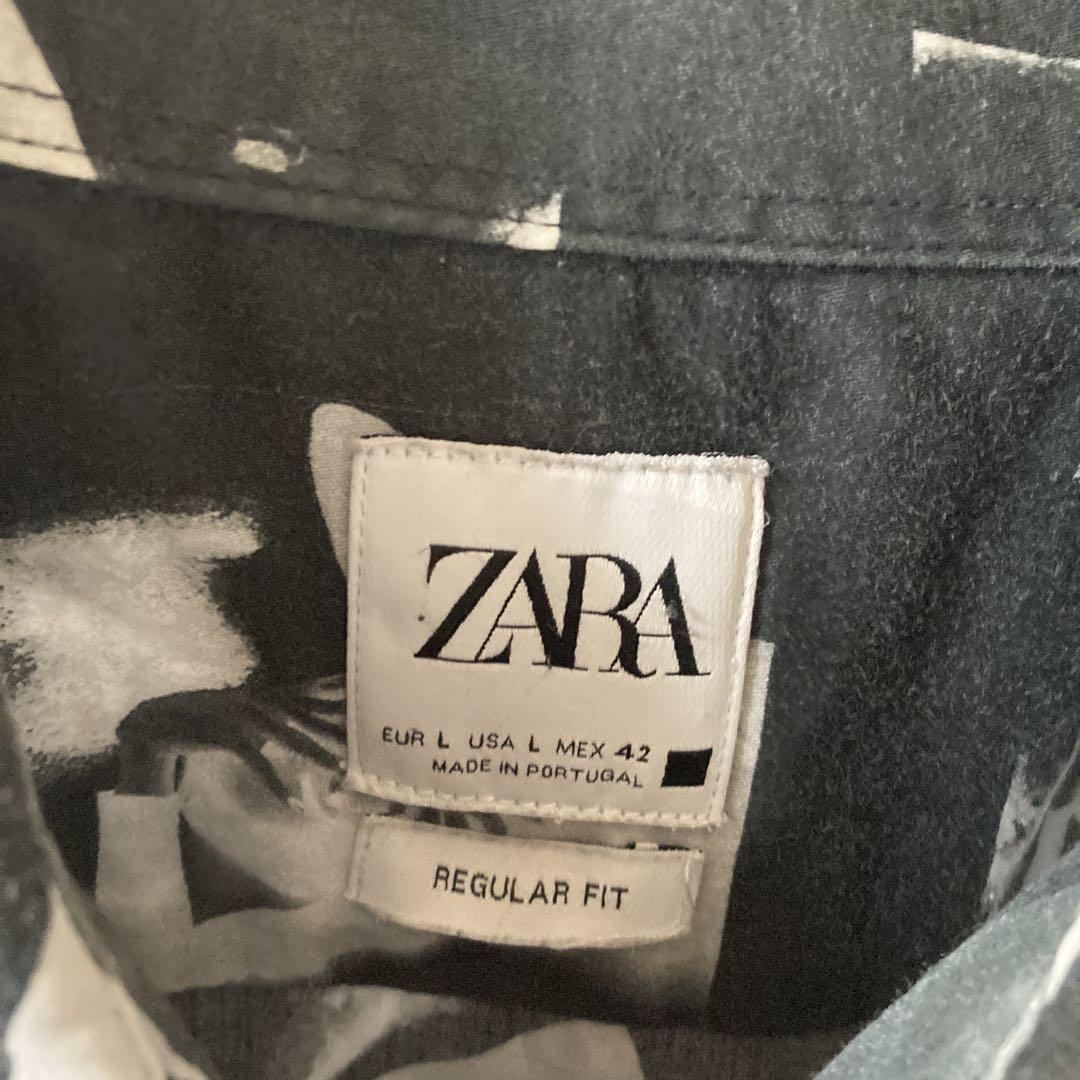 ZARA
EUR L USA L MEX 42
MADE IN PORTUGAL
REGULAR FIT